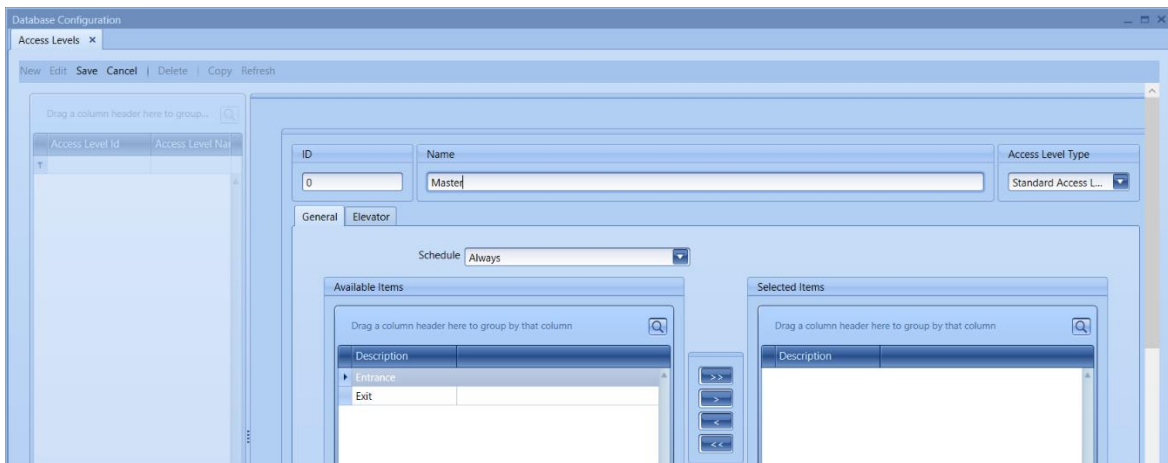 Database Configuration
Access Levels
New Edit Save Cancel | Delete | Copy Refresh
Drag a column header here to group...
Access Level Id Access Level Na
ID Name Access Level Type
0 Master Standard Access L...
General Elevator
Schedule Always
Available Items Selected Items
Drag a column header here to group by that column Drag a column header here to group by that column
Description Description
>>
Entrance
Exit
>
<
<<